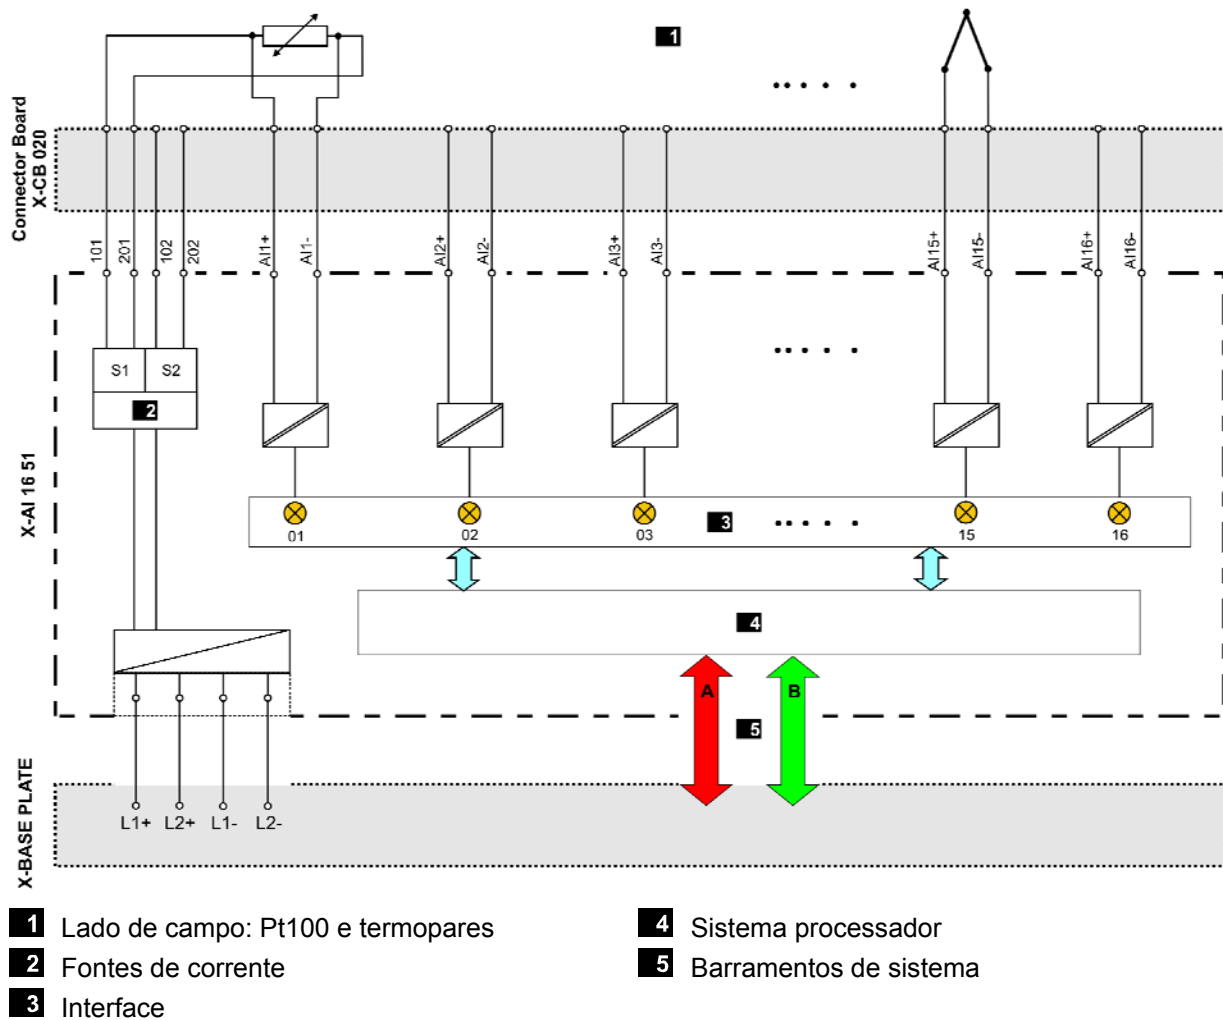 1
Connector Board
X-CB 020
101
201
102
202
AI1+
AI1-
AI2+
AI2-
AI3+
AI3-
AI15+
AI15-
AI16+
AI16-
S1
S2
2
X-AI 16 51
01
02
03
3
15
16
4
A
B
5
X-BASE PLATE
L1+
L2+
L1-
L2-
1 Lado de campo: Pt100 e termopares
2 Fontes de corrente
3 Interface
4 Sistema processador
5 Barramentos de sistema